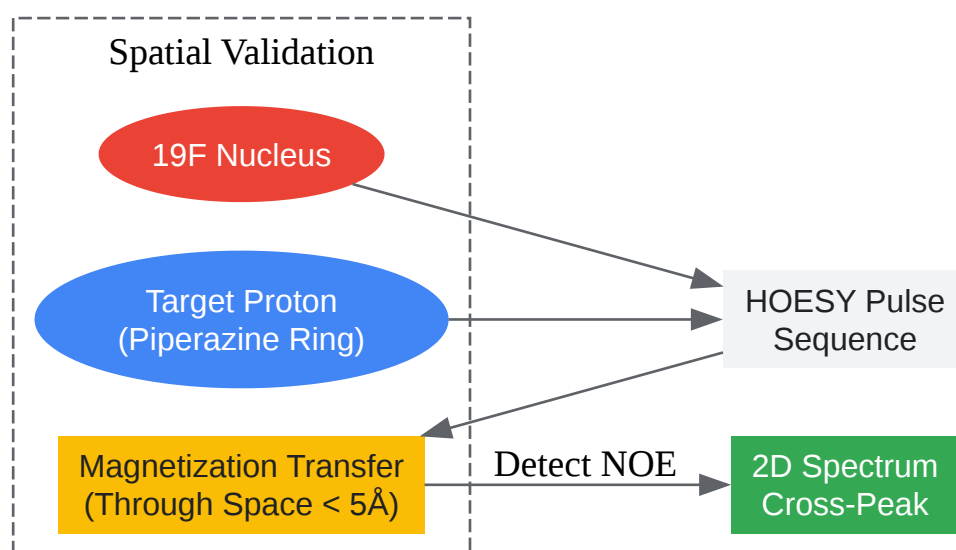 Spatial Validation
19F Nucleus
Target Proton
(Piperazine Ring)
HOESY Pulse
Sequence
Magnetization Transfer
(Through Space < 5Å)
Detect NOE
2D Spectrum
Cross-Peak